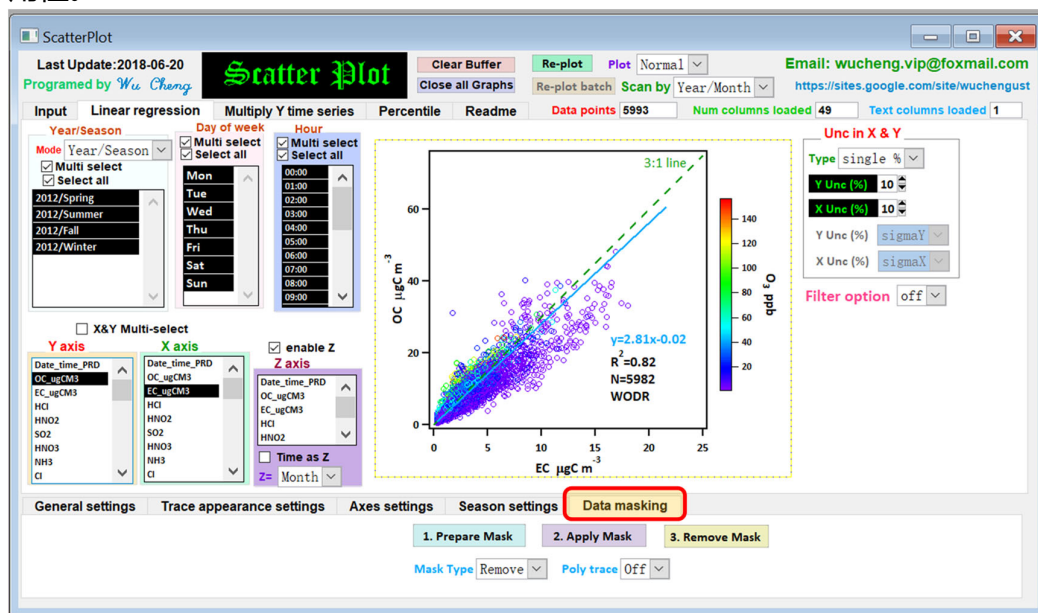 ScatterPlot
Last Update:2018-06-20
Programed by Wu Cheng
Scatter Plot
Clear Buffer
Close all Graphs
Re-plot
Plot Normal
Re-plot batch
Scan by Year/Month
Email: wucheng.vip@foxmail.com
https://sites.google.com/site/wuchengust
Input
Linear regression
Multiply Y time series
Percentile
Readme
Data points 5993
Num columns loaded 49
Text columns loaded 1
Year/Season
Mode Year/Season
Multi select
Select all
2012/Spring
2012/Summer
2012/Fall
2012/Winter
Day of week
Multi select
Select all
Mon
Tue
Wed
Thu
Fri
Sat
Sun
Hour
Multi select
Select all
00:00
01:00
02:00
03:00
04:00
05:00
06:00
07:00
08:00
09:00
X&Y Multi-select
Y axis
Date_time_PRD
OC_ugCM3
EC_ugCM3
HCl
HNO2
SO2
HNO3
NH3
Cl
X axis
Date_time_PRD
OC_ugCM3
EC_ugCM3
HCl
HNO2
SO2
HNO3
NH3
Cl
enable Z
Z axis
Date_time_PRD
OC_ugCM3
EC_ugCM3
HCl
HNO2
Time as Z
Z= Month
3:1 line
60
40
20
0
OC μgC m-3
0 5 10 15 20 25
EC μgC m-3
y=2.81x-0.02
R2=0.82
N=5982
WODR
140
120
100
80
60
40
20
O3 ppb
Unc in X & Y
Type single %
Y Unc (%) 10
X Unc (%) 10
Y Unc (%) sigmaY
X Unc (%) sigmaX
Filter option off
General settings
Trace appearance settings
Axes settings
Season settings
Data masking
1. Prepare Mask
2. Apply Mask
3. Remove Mask
Mask Type Remove
Poly trace Off